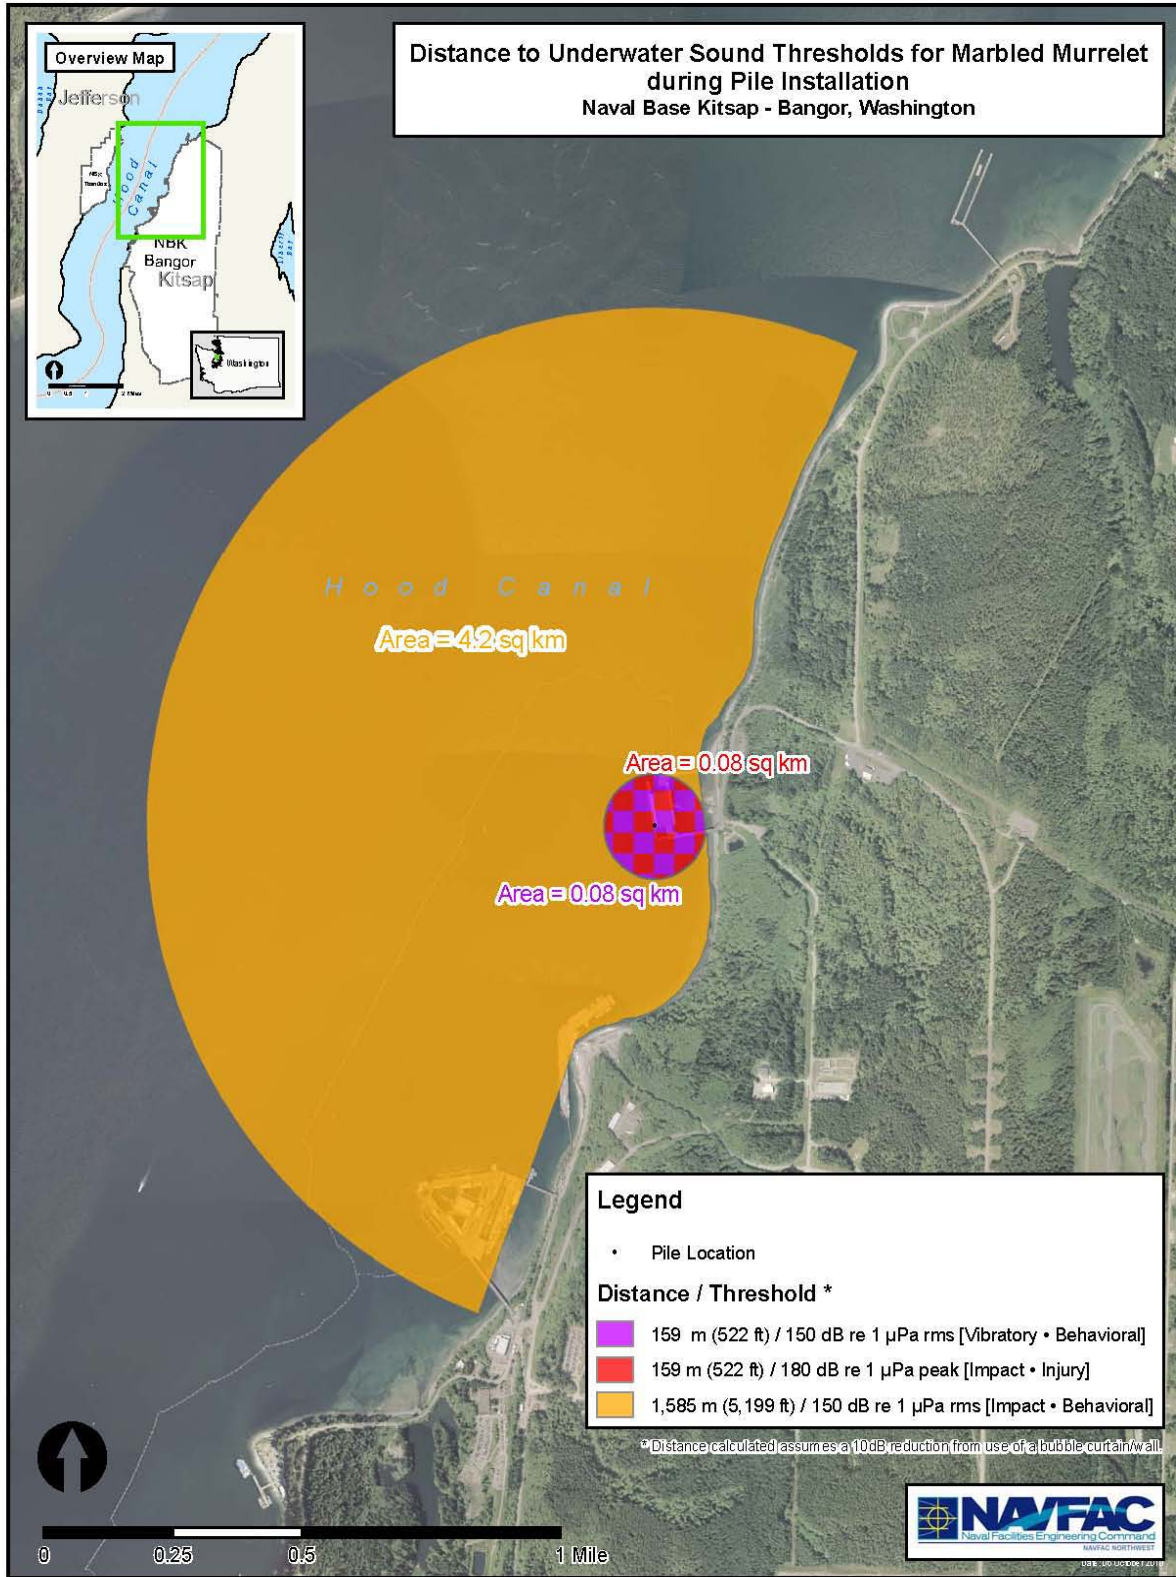 Overview Map
Jefferson
Hood
Canal
NBK
Bangor
Kitsap
Washington
Distance to Underwater Sound Thresholds for Marbled Murrelet
during Pile Installation
Naval Base Kitsap - Bangor, Washington
Hood Canal
Area = 4.2 sq km
Area = 0.08 sq km
Area = 0.08 sq km
Legend
Pile Location
Distance / Threshold *
159 m (522 ft) / 150 dB re 1 µPa rms [Vibratory • Behavioral]
159 m (522 ft) / 180 dB re 1 µPa peak [Impact • Injury]
1,585 m (5,199 ft) / 150 dB re 1 µPa rms [Impact • Behavioral]
* Distance calculated assumes a 10dB reduction from use of a bubble curtain/wall.
0 0.25 0.5 1 Mile
NAVFAC
Naval Facilities Engineering Command
NAVFAC NORTHWEST